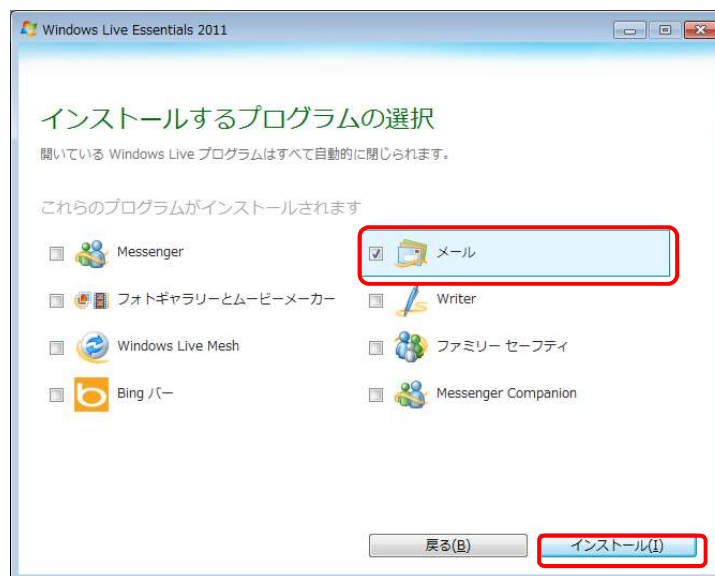 Windows Live Essentials 2011
インストールするプログラムの選択
開いている Windows Live プログラムはすべて自動的に閉じられます。
これらのプログラムがインストールされます
Messenger
メール
フォトギャラリーとムービーメーカー
Writer
Windows Live Mesh
ファミリー セーフティ
Bing バー
Messenger Companion
戻る(B)
インストール(I)